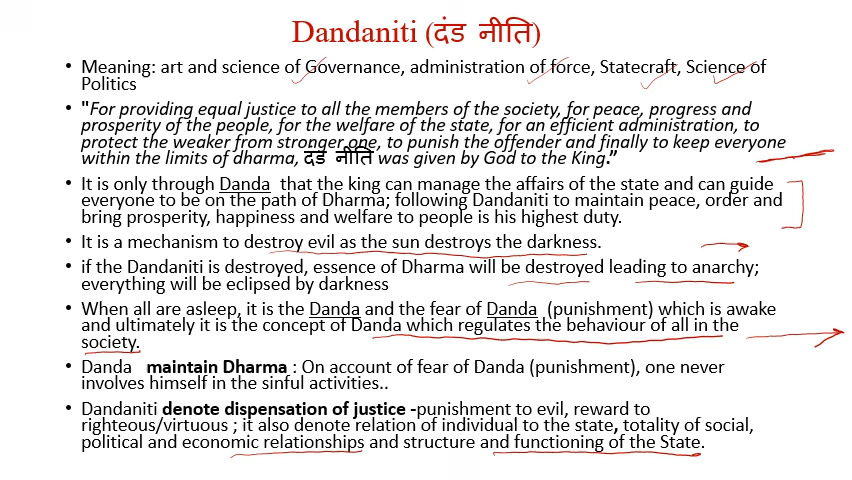 Dandaniti (दंड नीति)
• Meaning: art and science of Governance, administration of force, Statecraft, Science of
Politics
• "For providing equal justice to all the members of the society, for peace, progress and
prosperity of the people, for the welfare of the state, for an efficient administration, to
protect the weaker from stronger one, to punish the offender and finally to keep everyone
within the limits of dharma, दंड नीति was given by God to the King.”
• It is only through Danda that the king can manage the affairs of the state and can guide
everyone to be on the path of Dharma; following Dandaniti to maintain peace, order and
bring prosperity, happiness and welfare to people is his highest duty.
• It is a mechanism to destroy evil as the sun destroys the darkness.
• if the Dandaniti is destroyed, essence of Dharma will be destroyed leading to anarchy;
everything will be eclipsed by darkness
• When all are asleep, it is the Danda and the fear of Danda (punishment) which is awake
and ultimately it is the concept of Danda which regulates the behaviour of all in the
society.
• Danda maintain Dharma : On account of fear of Danda (punishment), one never
involves himself in the sinful activities..
• Dandaniti denote dispensation of justice -punishment to evil, reward to
righteous/virtuous ; it also denote relation of individual to the state, totality of social,
political and economic relationships and structure and functioning of the State.